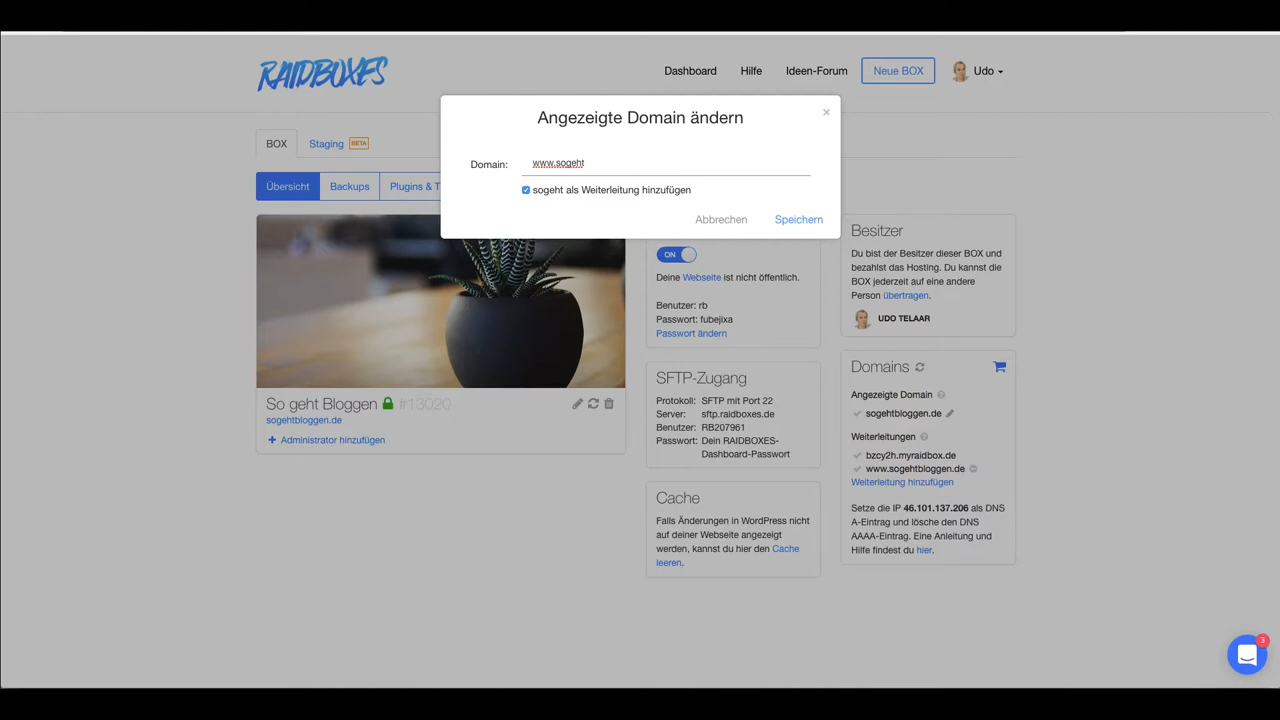 RAIDBOXES
Dashboard
Hilfe
Ideen-Forum
Neue BOX
Udo
Angezeigte Domain ändern
×
Domain:
www.sogeht
sogeht als Weiterleitung hinzufügen
Abbrechen
Speichern
BOX
Staging BETA
Übersicht
Backups
Plugins & T
So geht Bloggen #13020
sogehtbloggen.de
+ Administrator hinzufügen
ON
Deine Webseite ist nicht öffentlich.
Benutzer: rb
Passwort: fubejixa
Passwort ändern
SFTP-Zugang
Protokoll: SFTP mit Port 22
Server: sftp.raidboxes.de
Benutzer: RB207961
Passwort: Dein RAIDBOXES-
Dashboard-Passwort
Cache
Falls Änderungen in WordPress nicht
auf deiner Webseite angezeigt
werden, kannst du hier den Cache
leeren.
Besitzer
Du bist der Besitzer dieser BOX und
bezahlst das Hosting. Du kannst die
BOX jederzeit auf eine andere
Person übertragen.
UDO TELAAR
Domains
Angezeigte Domain ?
sogehtbloggen.de
Weiterleitungen ?
bzcy2h.myraidbox.de
www.sogehtbloggen.de
Weiterleitung hinzufügen
Setze die IP 46.101.137.206 als DNS
A-Eintrag und lösche den DNS
AAAA-Eintrag. Eine Anleitung und
Hilfe findest du hier.
3